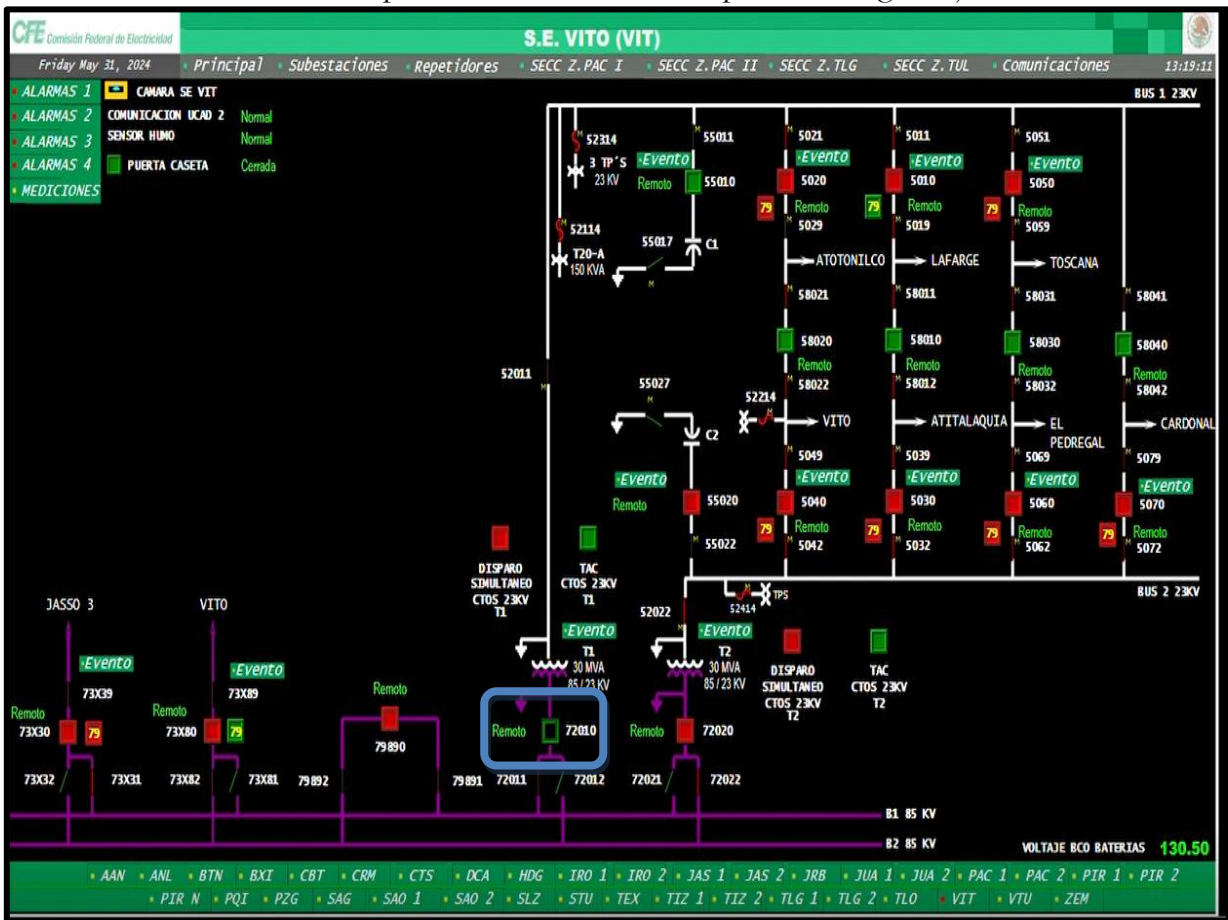 CFE Comisión Federal de Electricidad
S.E. VITO (VIT)
Friday May 31, 2024
Principal
Subestaciones
Repetidores
SECC Z.PAC I
SECC Z.PAC II
SECC Z.TLG
SECC Z.TUL
Comunicaciones
13:19:11
ALARMAS 1
CAMARA SE VIT
ALARMAS 2
COMUNICACION UCAD 2 Normal
ALARMAS 3
SENSOR HUMO Normal
ALARMAS 4
PUERTA CASETA Cerrada
MEDICIONES
BUS 1 23KV
52314
3 TP´S
23 KV
55011
Evento
Remoto
55010
5021
Evento
5020
79
Remoto
5029
5011
Evento
5010
79
Remoto
5019
5051
Evento
5050
79
Remoto
5059
52114
T20-A
150 KVA
55017
C1
M
ATOTONILCO
LAFARGE
TOSCANA
58021
58011
58031
58041
58020
58010
58030
58040
Remoto
Remoto
Remoto
Remoto
58022
58012
58032
58042
52011
M
55027
M
C2
52214
VITO
ATITALAQUIA
EL
PEDREGAL
CARDONAL
5049
5039
5069
5079
Evento
Evento
Evento
Evento
Evento
Remoto
55020
5040
5030
5060
5070
79
Remoto
79
Remoto
79
Remoto
79
Remoto
55022
5042
5032
5062
5072
DISPARO
SIMULTANEO
CTOS 23KV
T1
TAC
CTOS 23KV
T1
BUS 2 23KV
52414
TPS
52022
M
JASSO 3
VITO
Evento
T1
30 MVA
85/23 KV
Evento
T2
30 MVA
85/23 KV
DISPARO
SIMULTANEO
CTOS 23KV
T2
TAC
CTOS 23KV
T2
Evento
73X39
Remoto
73X30
79
Evento
73X89
Remoto
73X80
79
Remoto
79890
Remoto
72010
Remoto
72020
73X32
73X31
73X82
73X81
79892
79891
72011
72012
72021
72022
B1 85 KV
B2 85 KV
VOLTAJE BCO BATERIAS 130.50
AAN ANL BTN BXI CBT CRM CTS DCA HDG IRO 1 IRO 2 JAS 1 JAS 2 JRB JUA 1 JUA 2 PAC 1 PAC 2 PIR 1 PIR 2
PIR N PQI PZG SAG SAO 1 SAO 2 SLZ STU TEX TIZ 1 TIZ 2 TLG 1 TLG 2 TLO VIT VTU ZEM